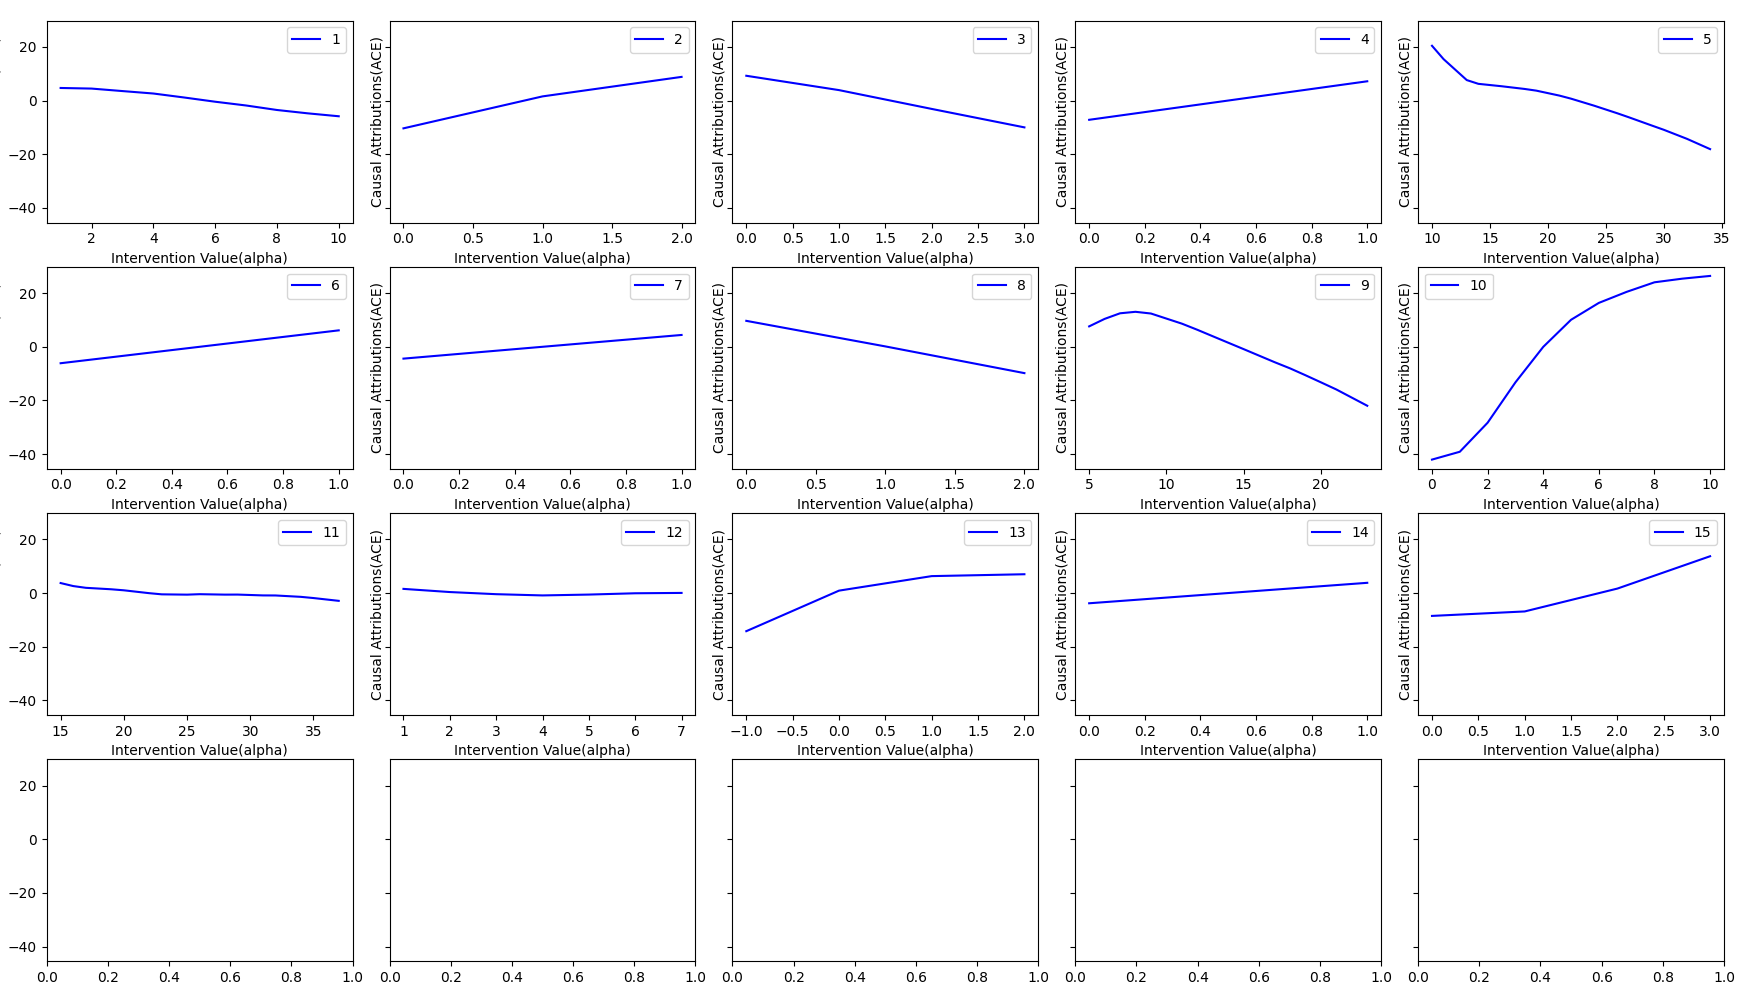 1
2
3
4
5
20
0
−20
−40
Causal Attributions(ACE)
Causal Attributions(ACE)
Causal Attributions(ACE)
Causal Attributions(ACE)
2 4 6 8 10
0.0 0.5 1.0 1.5 2.0
0.0 0.5 1.0 1.5 2.0 2.5 3.0
0.0 0.2 0.4 0.6 0.8 1.0
10 15 20 25 30 35
Intervention Value(alpha)
Intervention Value(alpha)
Intervention Value(alpha)
Intervention Value(alpha)
Intervention Value(alpha)
6
7
8
9
10
20
0
−20
−40
Causal Attributions(ACE)
Causal Attributions(ACE)
Causal Attributions(ACE)
Causal Attributions(ACE)
0.0 0.2 0.4 0.6 0.8 1.0
0.0 0.2 0.4 0.6 0.8 1.0
0.0 0.5 1.0 1.5 2.0
5 10 15 20
0 2 4 6 8 10
Intervention Value(alpha)
Intervention Value(alpha)
Intervention Value(alpha)
Intervention Value(alpha)
Intervention Value(alpha)
11
12
13
14
15
20
0
−20
−40
Causal Attributions(ACE)
Causal Attributions(ACE)
Causal Attributions(ACE)
Causal Attributions(ACE)
15 20 25 30 35
1 2 3 4 5 6 7
−1.0 −0.5 0.0 0.5 1.0 1.5 2.0
0.0 0.2 0.4 0.6 0.8 1.0
0.0 0.5 1.0 1.5 2.0 2.5 3.0
Intervention Value(alpha)
Intervention Value(alpha)
Intervention Value(alpha)
Intervention Value(alpha)
Intervention Value(alpha)
20
0
−20
−40
0.0 0.2 0.4 0.6 0.8 1.0
0.0 0.2 0.4 0.6 0.8 1.0
0.0 0.2 0.4 0.6 0.8 1.0
0.0 0.2 0.4 0.6 0.8 1.0
0.0 0.2 0.4 0.6 0.8 1.0